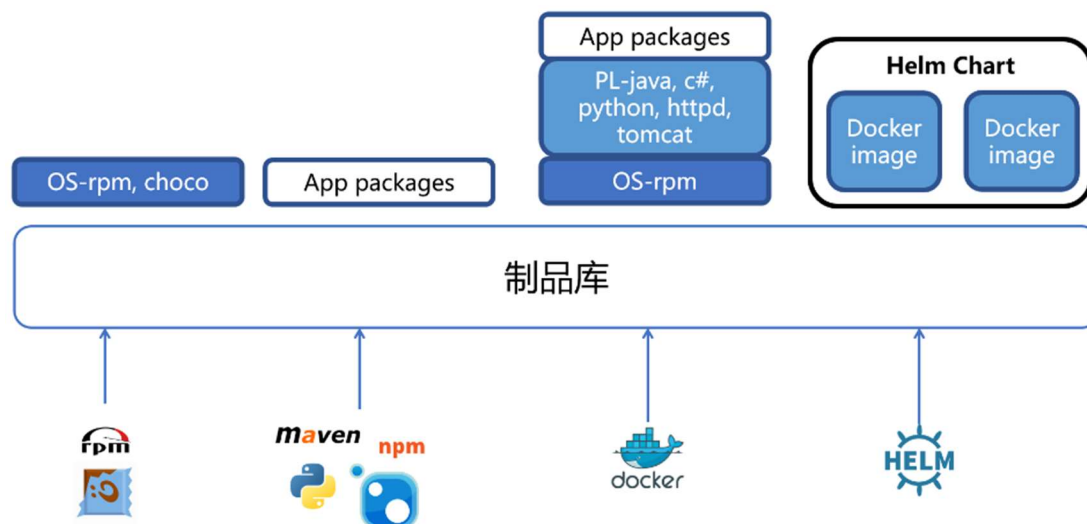 App packages
PL-java, c#,
python, httpd,
tomcat
OS-rpm
Helm Chart
Docker
image
Docker
image
OS-rpm, choco
App packages
制品库
rpm
maven
npm
docker
HELM